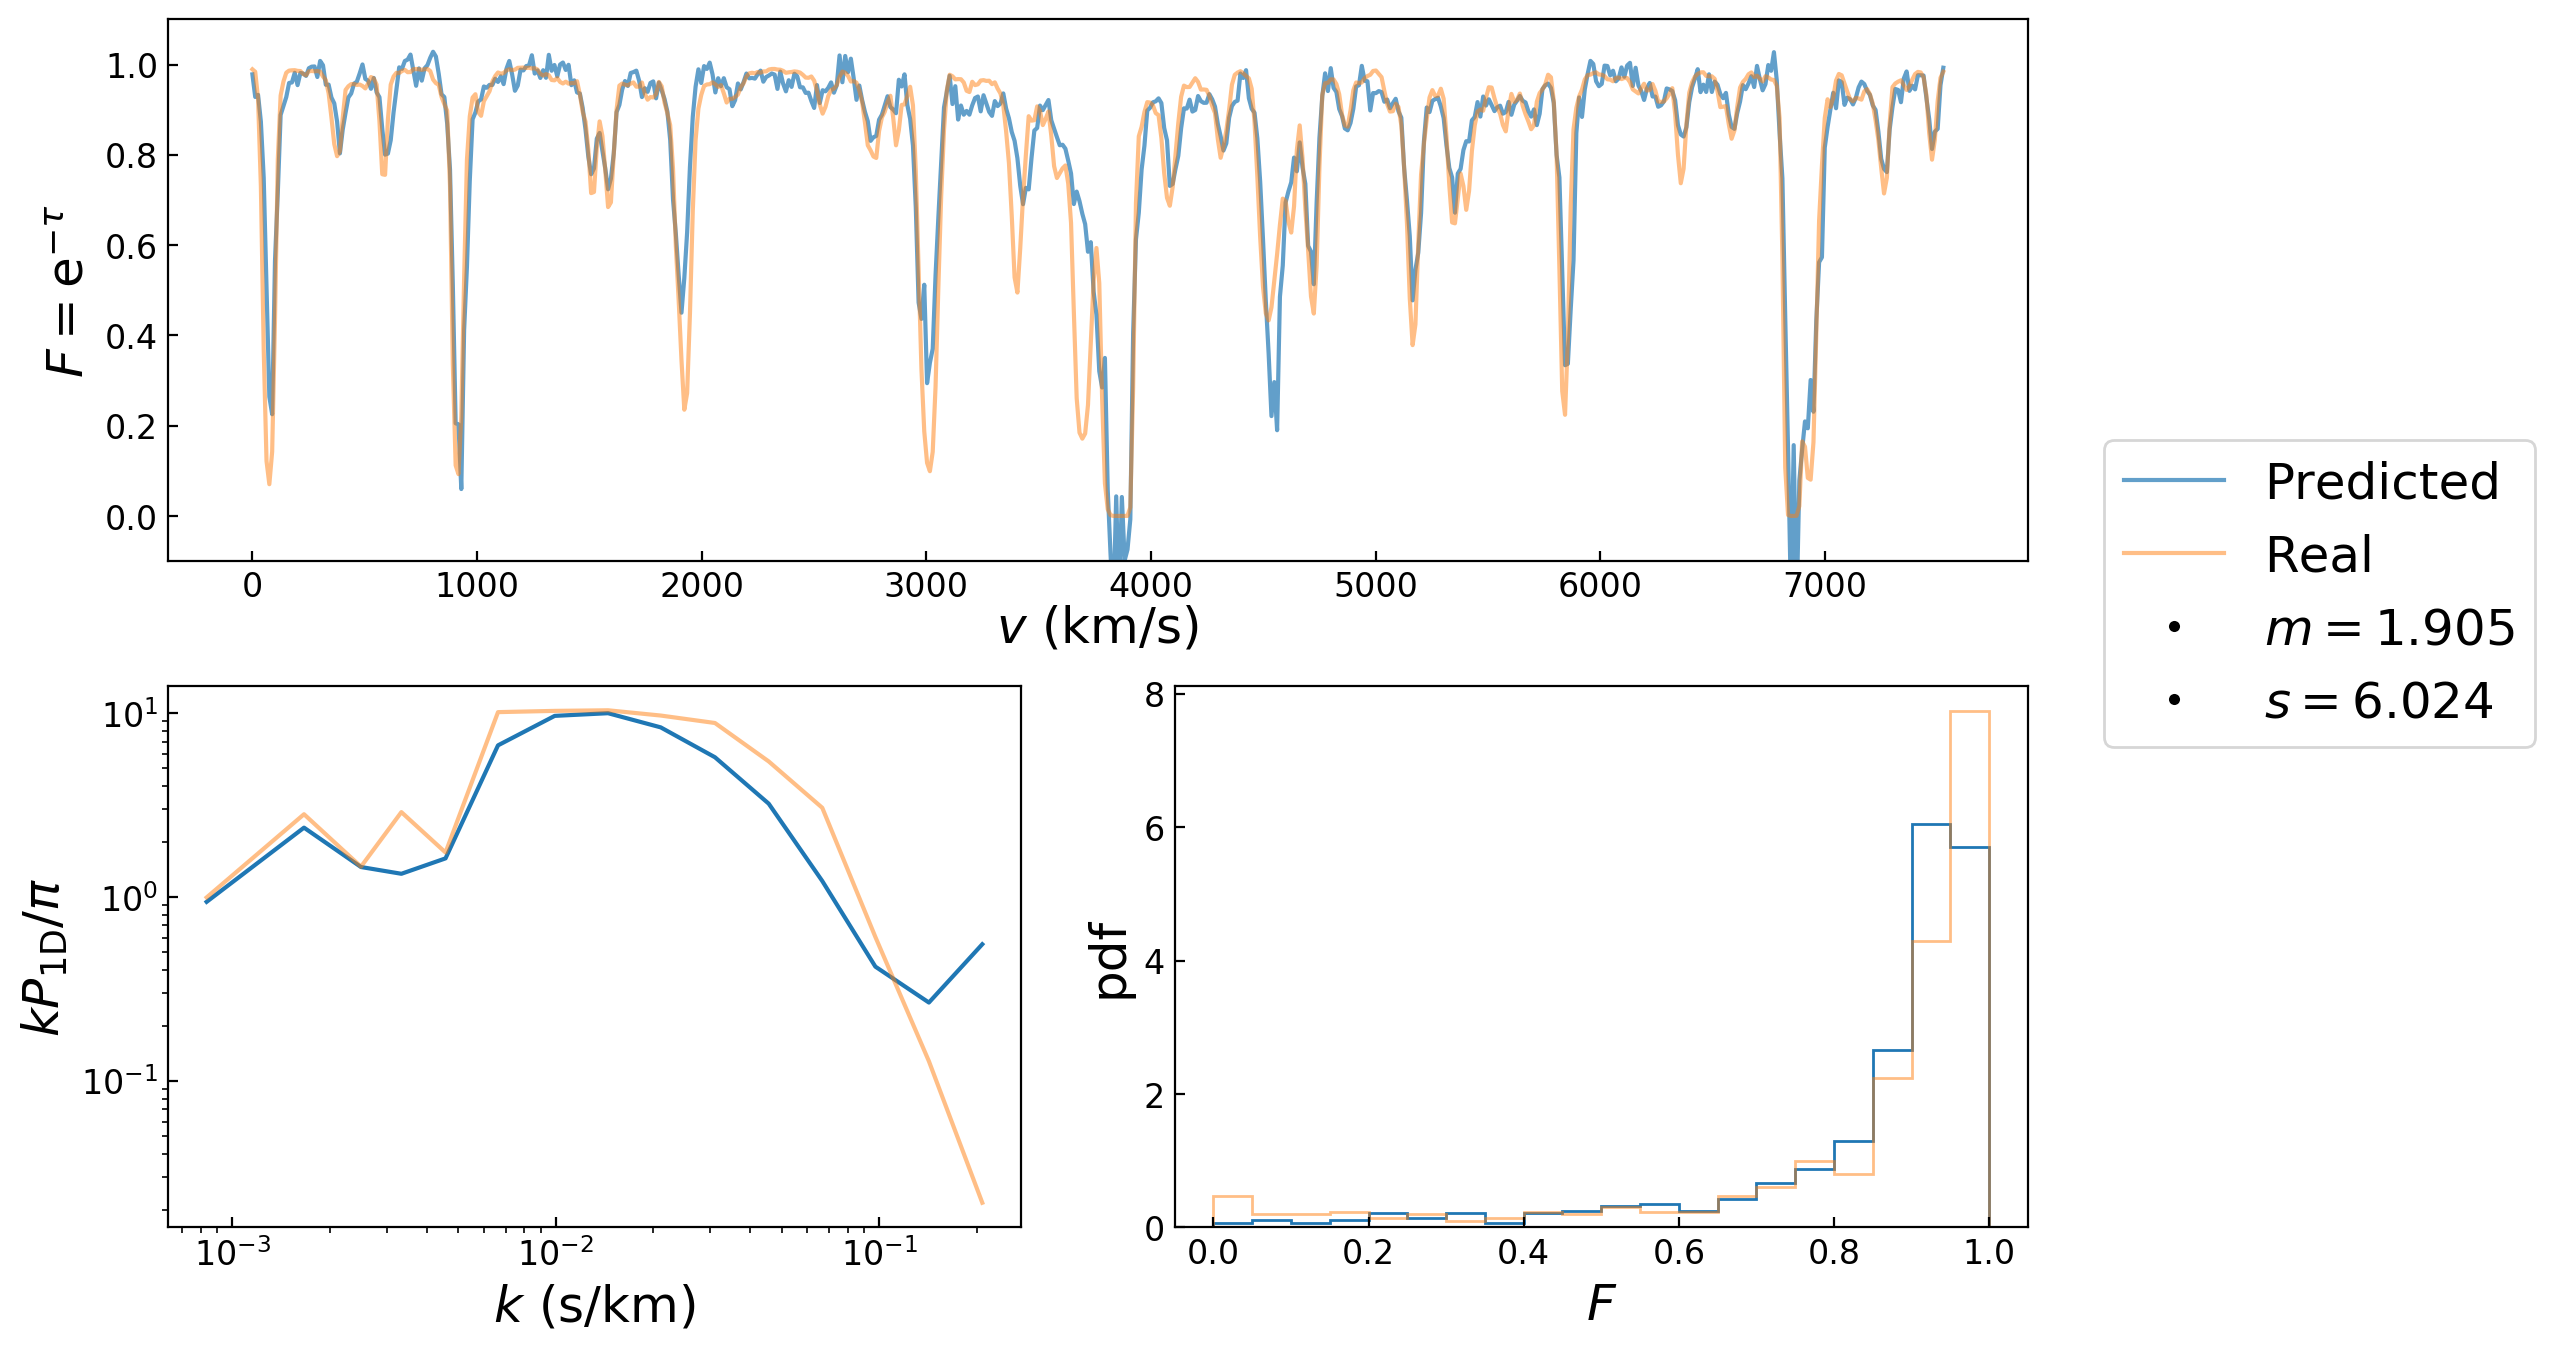 1.0
0.8
0.6
0.4
0.2
0.0
F = e^{−τ}
0 1000 2000 3000 4000 5000 6000 7000
v (km/s)
Predicted
Real
m = 1.905
s = 6.024
10^1
10^0
10^{−1}
kP_{1D}/π
10^{−3} 10^{−2} 10^{−1}
k (s/km)
8
6
4
2
0
pdf
0.0 0.2 0.4 0.6 0.8 1.0
F